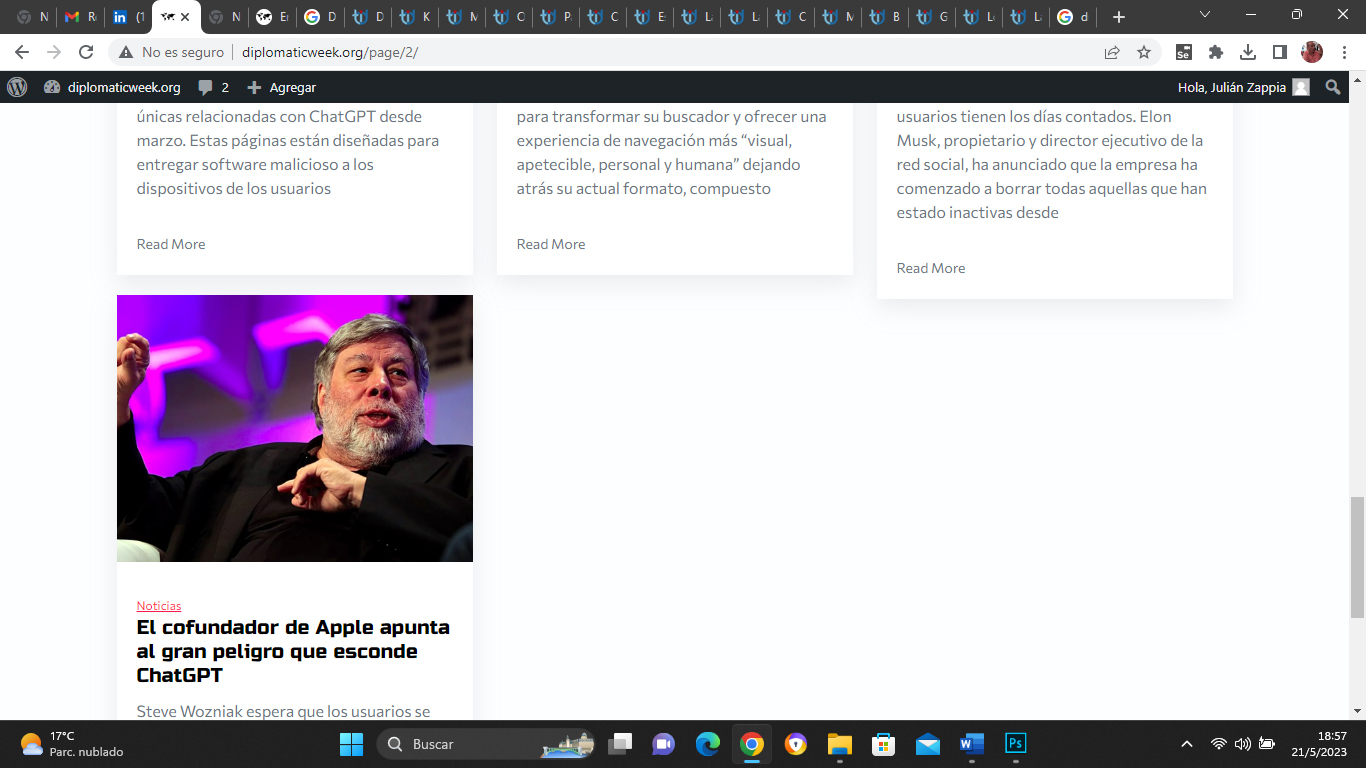 N
R
(1
N
Er
D
D
K
M
C
P
C
E
L
L
C
M
B
G
L
L
d
No es seguro
diplomaticweek.org/page/2/
diplomaticweek.org
2
Agregar
Hola, Julián Zappia
únicas relacionadas con ChatGPT desde
marzo. Estas páginas están diseñadas para
entregar software malicioso a los
dispositivos de los usuarios
Read More
para transformar su buscador y ofrecer una
experiencia de navegación más “visual,
apetecible, personal y humana” dejando
atrás su actual formato, compuesto
Read More
usuarios tienen los días contados. Elon
Musk, propietario y director ejecutivo de la
red social, ha anunciado que la empresa ha
comenzado a borrar todas aquellas que han
estado inactivas desde
Read More
Noticias
El cofundador de Apple apunta
al gran peligro que esconde
ChatGPT
Steve Wozniak espera que los usuarios se
17°C
Parc. nublado
Buscar
18:57
21/5/2023